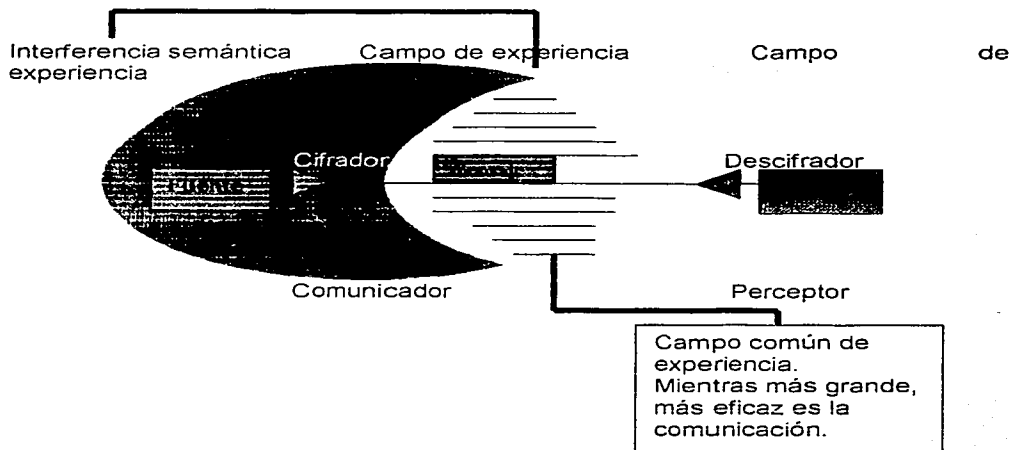 Interferencia semántica Campo de experiencia Campo de
experiencia
Cifrador Descifrador
Fuente
Comunicador Perceptor
Campo común de
experiencia.
Mientras más grande,
más eficaz es la
comunicación.